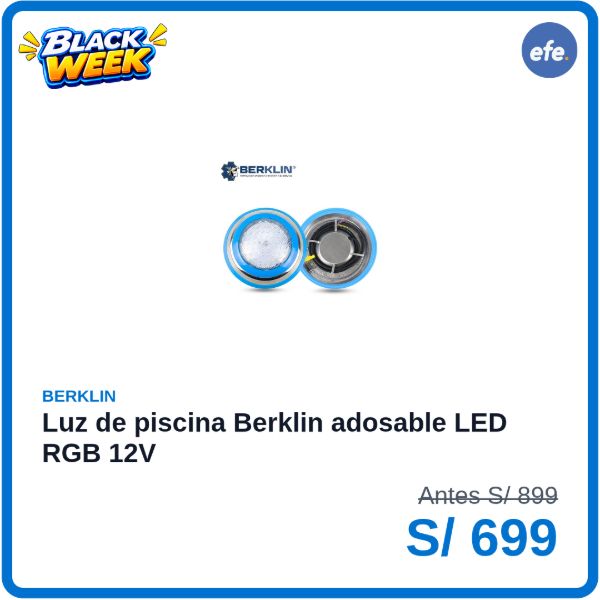 BLACK
WEEK
efe.
BERKLIN®
BERKLIN
Luz de piscina Berklin adosable LED
RGB 12V
Antes S/ 899
S/ 699